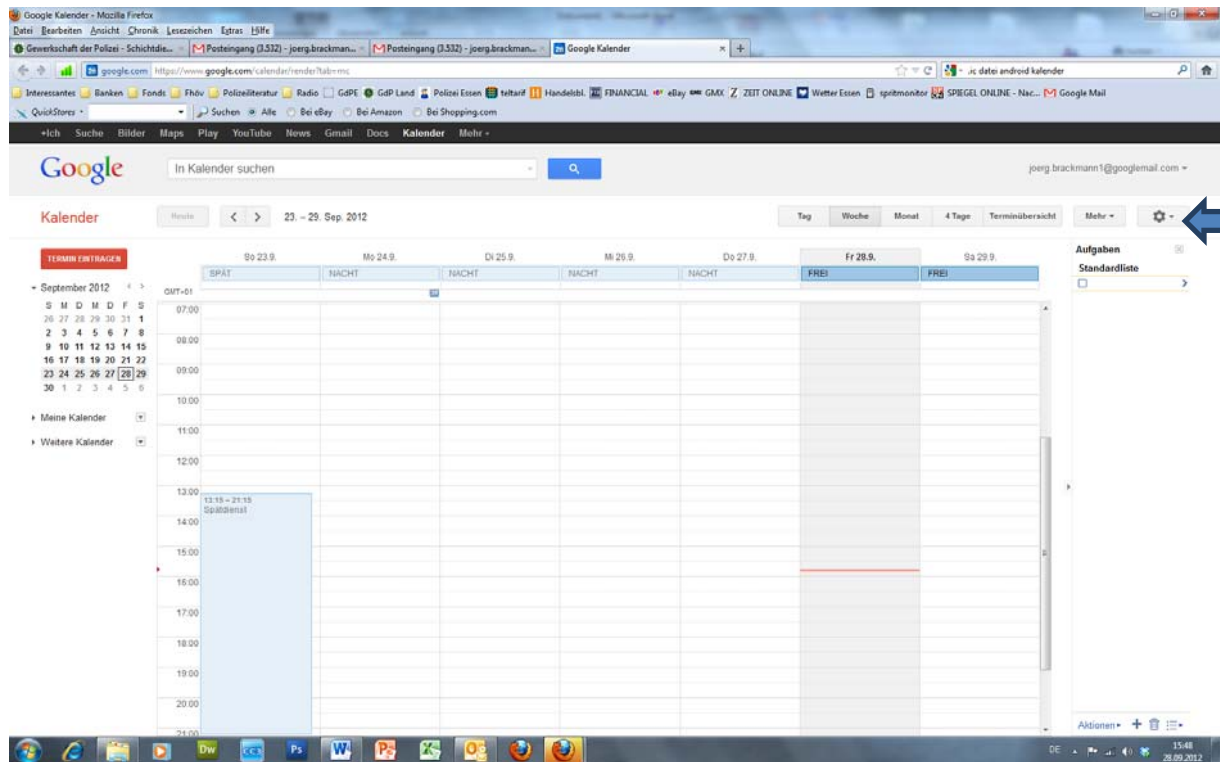 Google Kalender - Mozilla Firefox
Datei Bearbeiten Ansicht Chronik Lesezeichen Extras Hilfe
Gewerkschaft der Polizei - Schichtdie... Posteingang (3.532) - joerg.brackman... Posteingang (3.532) - joerg.brackman... Google Kalender
google.com https://www.google.com/calendar/render?tab=mc .ic datei android kalender
Interessantes Banken Fonds Fhöv Polizeiliteratur Radio GdPE GdP Land Polizei Essen teltarif Handelsbl. FINANCIAL eBay GMX ZEIT ONLINE Wetter Essen spritmonitor SPIEGEL ONLINE - Nac... Google Mail
QuickStores Suchen Alle Bei eBay Bei Amazon Bei Shopping.com
+Ich Suche Bilder Maps Play YouTube News Gmail Docs Kalender Mehr
Google In Kalender suchen joerg.brackmann1@googlemail.com
Kalender Heute 23. – 29. Sep. 2012 Tag Woche Monat 4 Tage Terminübersicht Mehr
TERMIN EINTRAGEN
September 2012
S M D M D F S
26 27 28 29 30 31 1
2 3 4 5 6 7 8
9 10 11 12 13 14 15
16 17 18 19 20 21 22
23 24 25 26 27 28 29
30 1 2 3 4 5 6
Meine Kalender
Weitere Kalender
So 23.9. Mo 24.9. Di 25.9. Mi 26.9. Do 27.9. Fr 28.9. Sa 29.9.
SPÄT NACHT NACHT NACHT NACHT FREI FREI
GMT+01
07:00
08:00
09:00
10:00
11:00
12:00
13:00
13:15 – 21:15
Spätdienst
14:00
15:00
16:00
17:00
18:00
19:00
20:00
21:00
Aufgaben
Standardliste
Aktionen
Dw CEWE Ps
DE 15:48
28.09.2012